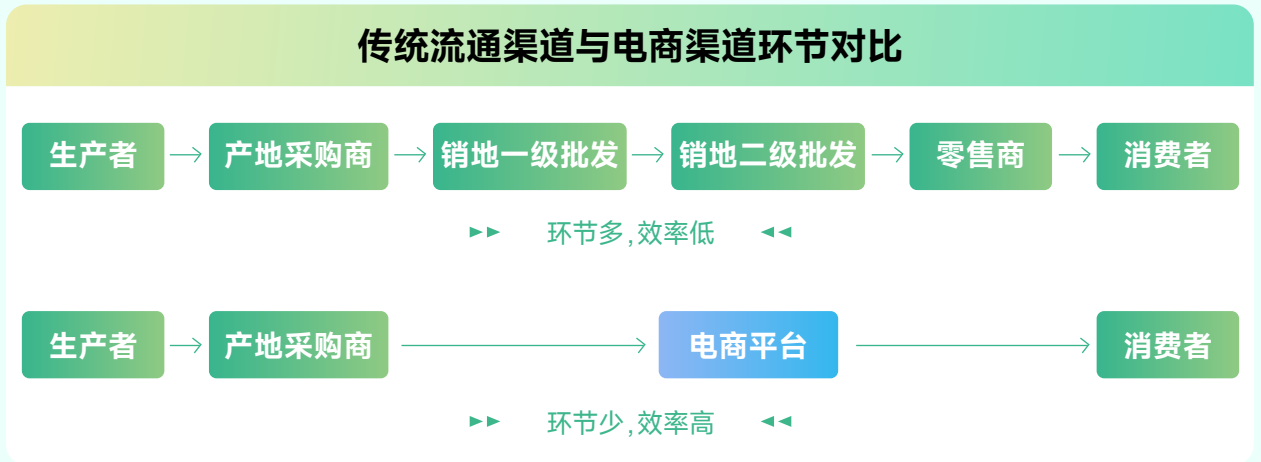 传统流通渠道与电商渠道环节对比
生产者 产地采购商 销地一级批发 销地二级批发 零售商 消费者
环节多,效率低
生产者 产地采购商 电商平台 消费者
环节少,效率高